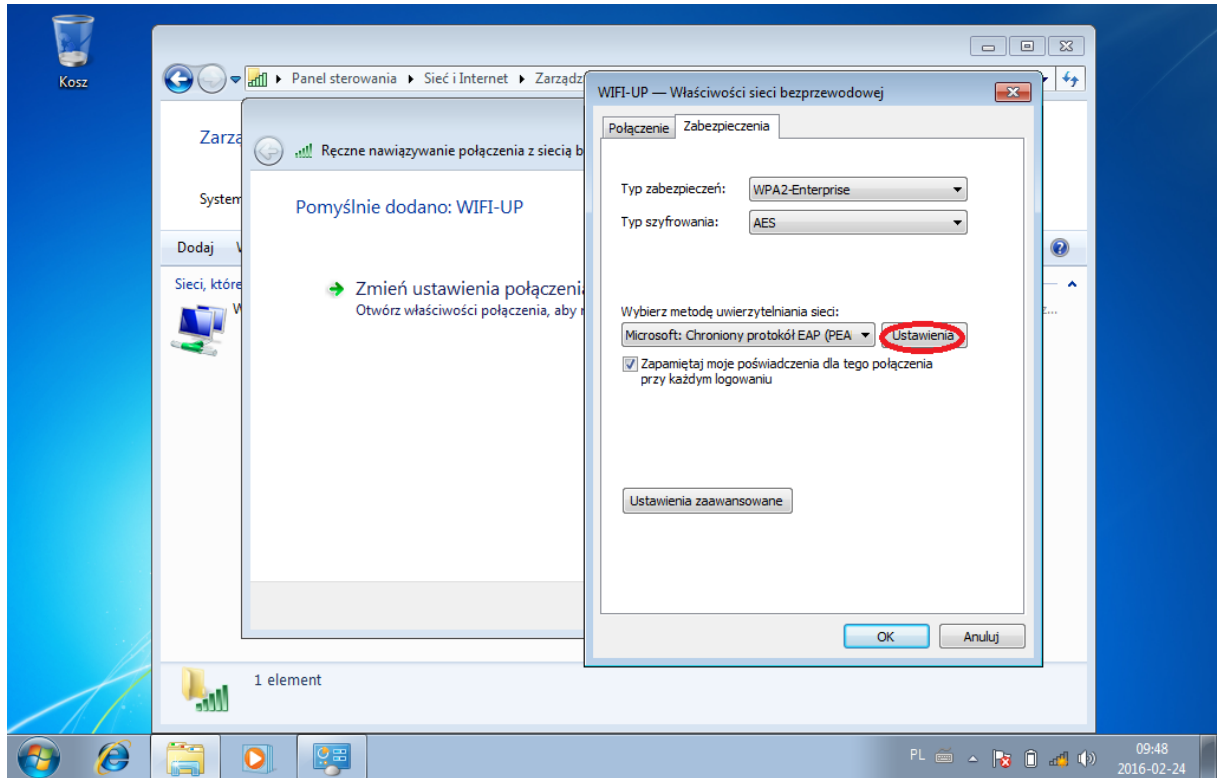 Kosz
Panel sterowania ▸ Sieć i Internet ▸
Zarzą
System
Dodaj
Sieci, które
Ręczne nawiązywanie połączenia z siecią b
Pomyślnie dodano: WIFI-UP
Zmień ustawienia połączenia
Otwórz właściwości połączenia, aby
WIFI-UP — Właściwości sieci bezprzewodowej
Połączenie Zabezpieczenia
Typ zabezpieczeń: WPA2-Enterprise
Typ szyfrowania: AES
Wybierz metodę uwierzytelniania sieci:
Microsoft: Chroniony protokół EAP (PEA Ustawienia
Zapamiętaj moje poświadczenia dla tego połączenia
przy każdym logowaniu
Ustawienia zaawansowane
OK Anuluj
1 element
PL
09:48
2016-02-24